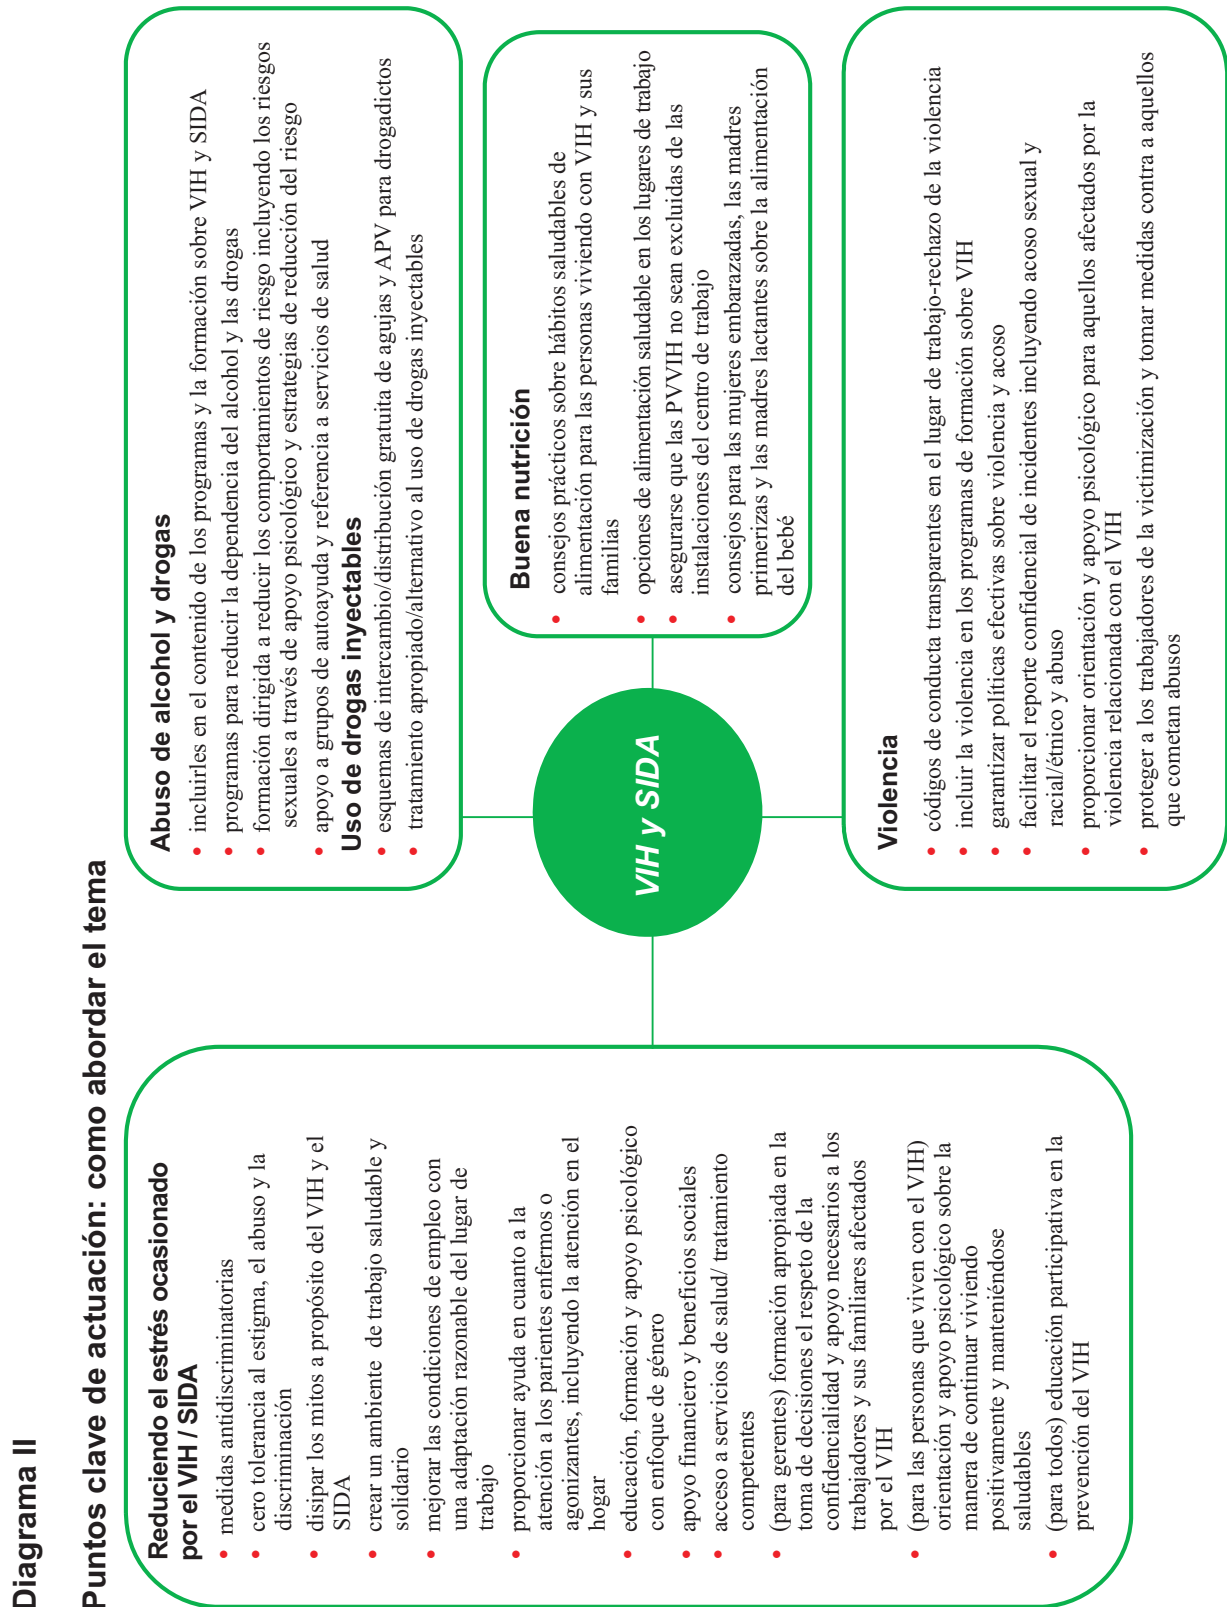 Diagrama II
Puntos clave de actuación: como abordar el tema
Reduciendo el estrés ocasionado
por el VIH / SIDA
• medidas antidiscriminatorias
• cero tolerancia al estigma, el abuso y la
discriminación
• disipar los mitos a propósito del VIH y el
SIDA
• crear un ambiente de trabajo saludable y
solidario
• mejorar las condiciones de empleo con
una adaptación razonable del lugar de
trabajo
• proporcionar ayuda en cuanto a la
atención a los parientes enfermos o
agonizantes, incluyendo la atención en el
hogar
• educación, formación y apoyo psicológico
con enfoque de género
• apoyo financiero y beneficios sociales
• acceso a servicios de salud/ tratamiento
competentes
• (para gerentes) formación apropiada en la
toma de decisiones el respeto de la
confidencialidad y apoyo necesarios a los
trabajadores y sus familiares afectados
por el VIH
• (para las personas que viven con el VIH)
orientación y apoyo psicológico sobre la
manera de continuar viviendo
positivamente y manteniéndose
saludables
• (para todos) educación participativa en la
prevención del VIH
VIH y SIDA
Abuso de alcohol y drogas
• incluirles en el contenido de los programas y la formación sobre VIH y SIDA
• programas para reducir la dependencia del alcohol y las drogas
• formación dirigida a reducir los comportamientos de riesgo incluyendo los riesgos
sexuales a través de apoyo psicológico y estrategias de reducción del riesgo
• apoyo a grupos de autoayuda y referencia a servicios de salud
Uso de drogas inyectables
• esquemas de intercambio/distribución gratuita de agujas y APV para drogadictos
• tratamiento apropiado/alternativo al uso de drogas inyectables
Buena nutrición
• consejos prácticos sobre hábitos saludables de
alimentación para las personas viviendo con VIH y sus
familias
• opciones de alimentación saludable en los lugares de trabajo
• asegurarse que las PVVIH no sean excluidas de las
instalaciones del centro de trabajo
• consejos para las mujeres embarazadas, las madres
primerizas y las madres lactantes sobre la alimentación
del bebé
Violencia
• códigos de conducta transparentes en el lugar de trabajo-rechazo de la violencia
• incluir la violencia en los programas de formación sobre VIH
• garantizar políticas efectivas sobre violencia y acoso
• facilitar el reporte confidencial de incidentes incluyendo acoso sexual y
racial/étnico y abuso
• proporcionar orientación y apoyo psicológico para aquellos afectados por la
violencia relacionada con el VIH
• proteger a los trabajadores de la victimización y tomar medidas contra a aquellos
que cometan abusos